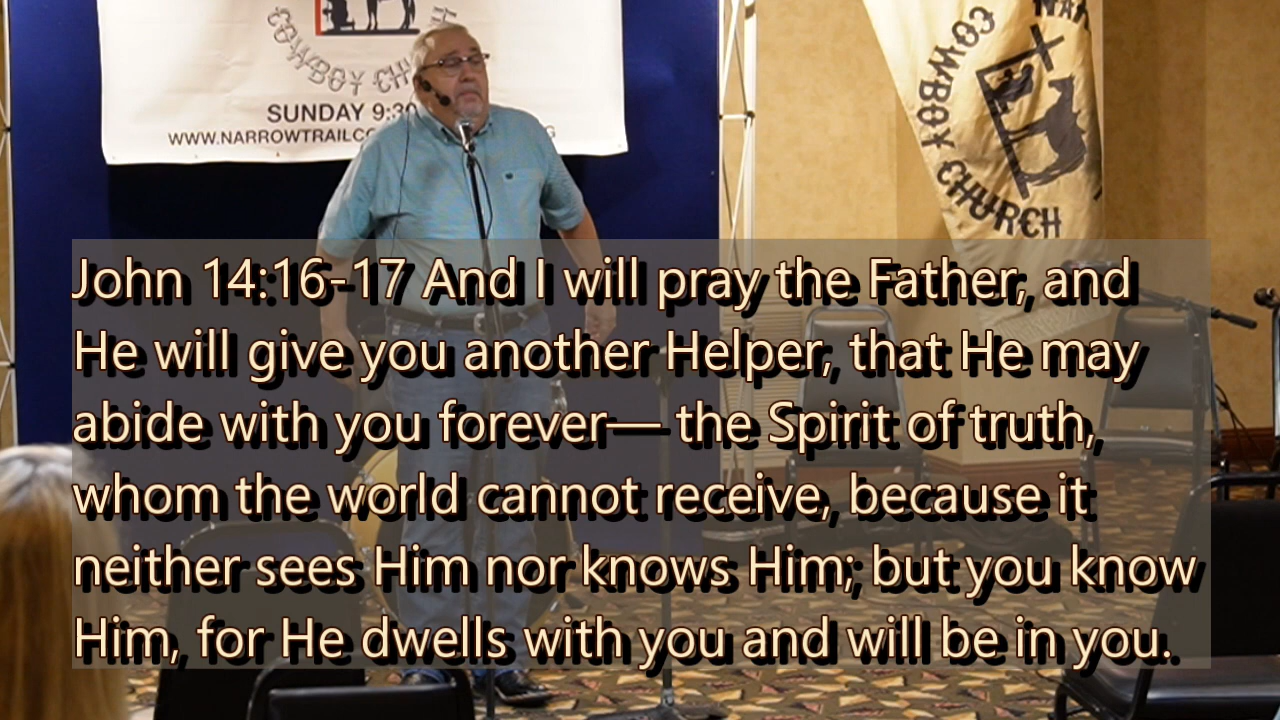 COWBOY CH
SUNDAY 9:30
WWW.NARROWTRAILCO
G
NAR
COWBOY CHURCH
John 14:16-17 And I will pray the Father, and
He will give you another Helper, that He may
abide with you forever— the Spirit of truth,
whom the world cannot receive, because it
neither sees Him nor knows Him; but you know
Him, for He dwells with you and will be in you.